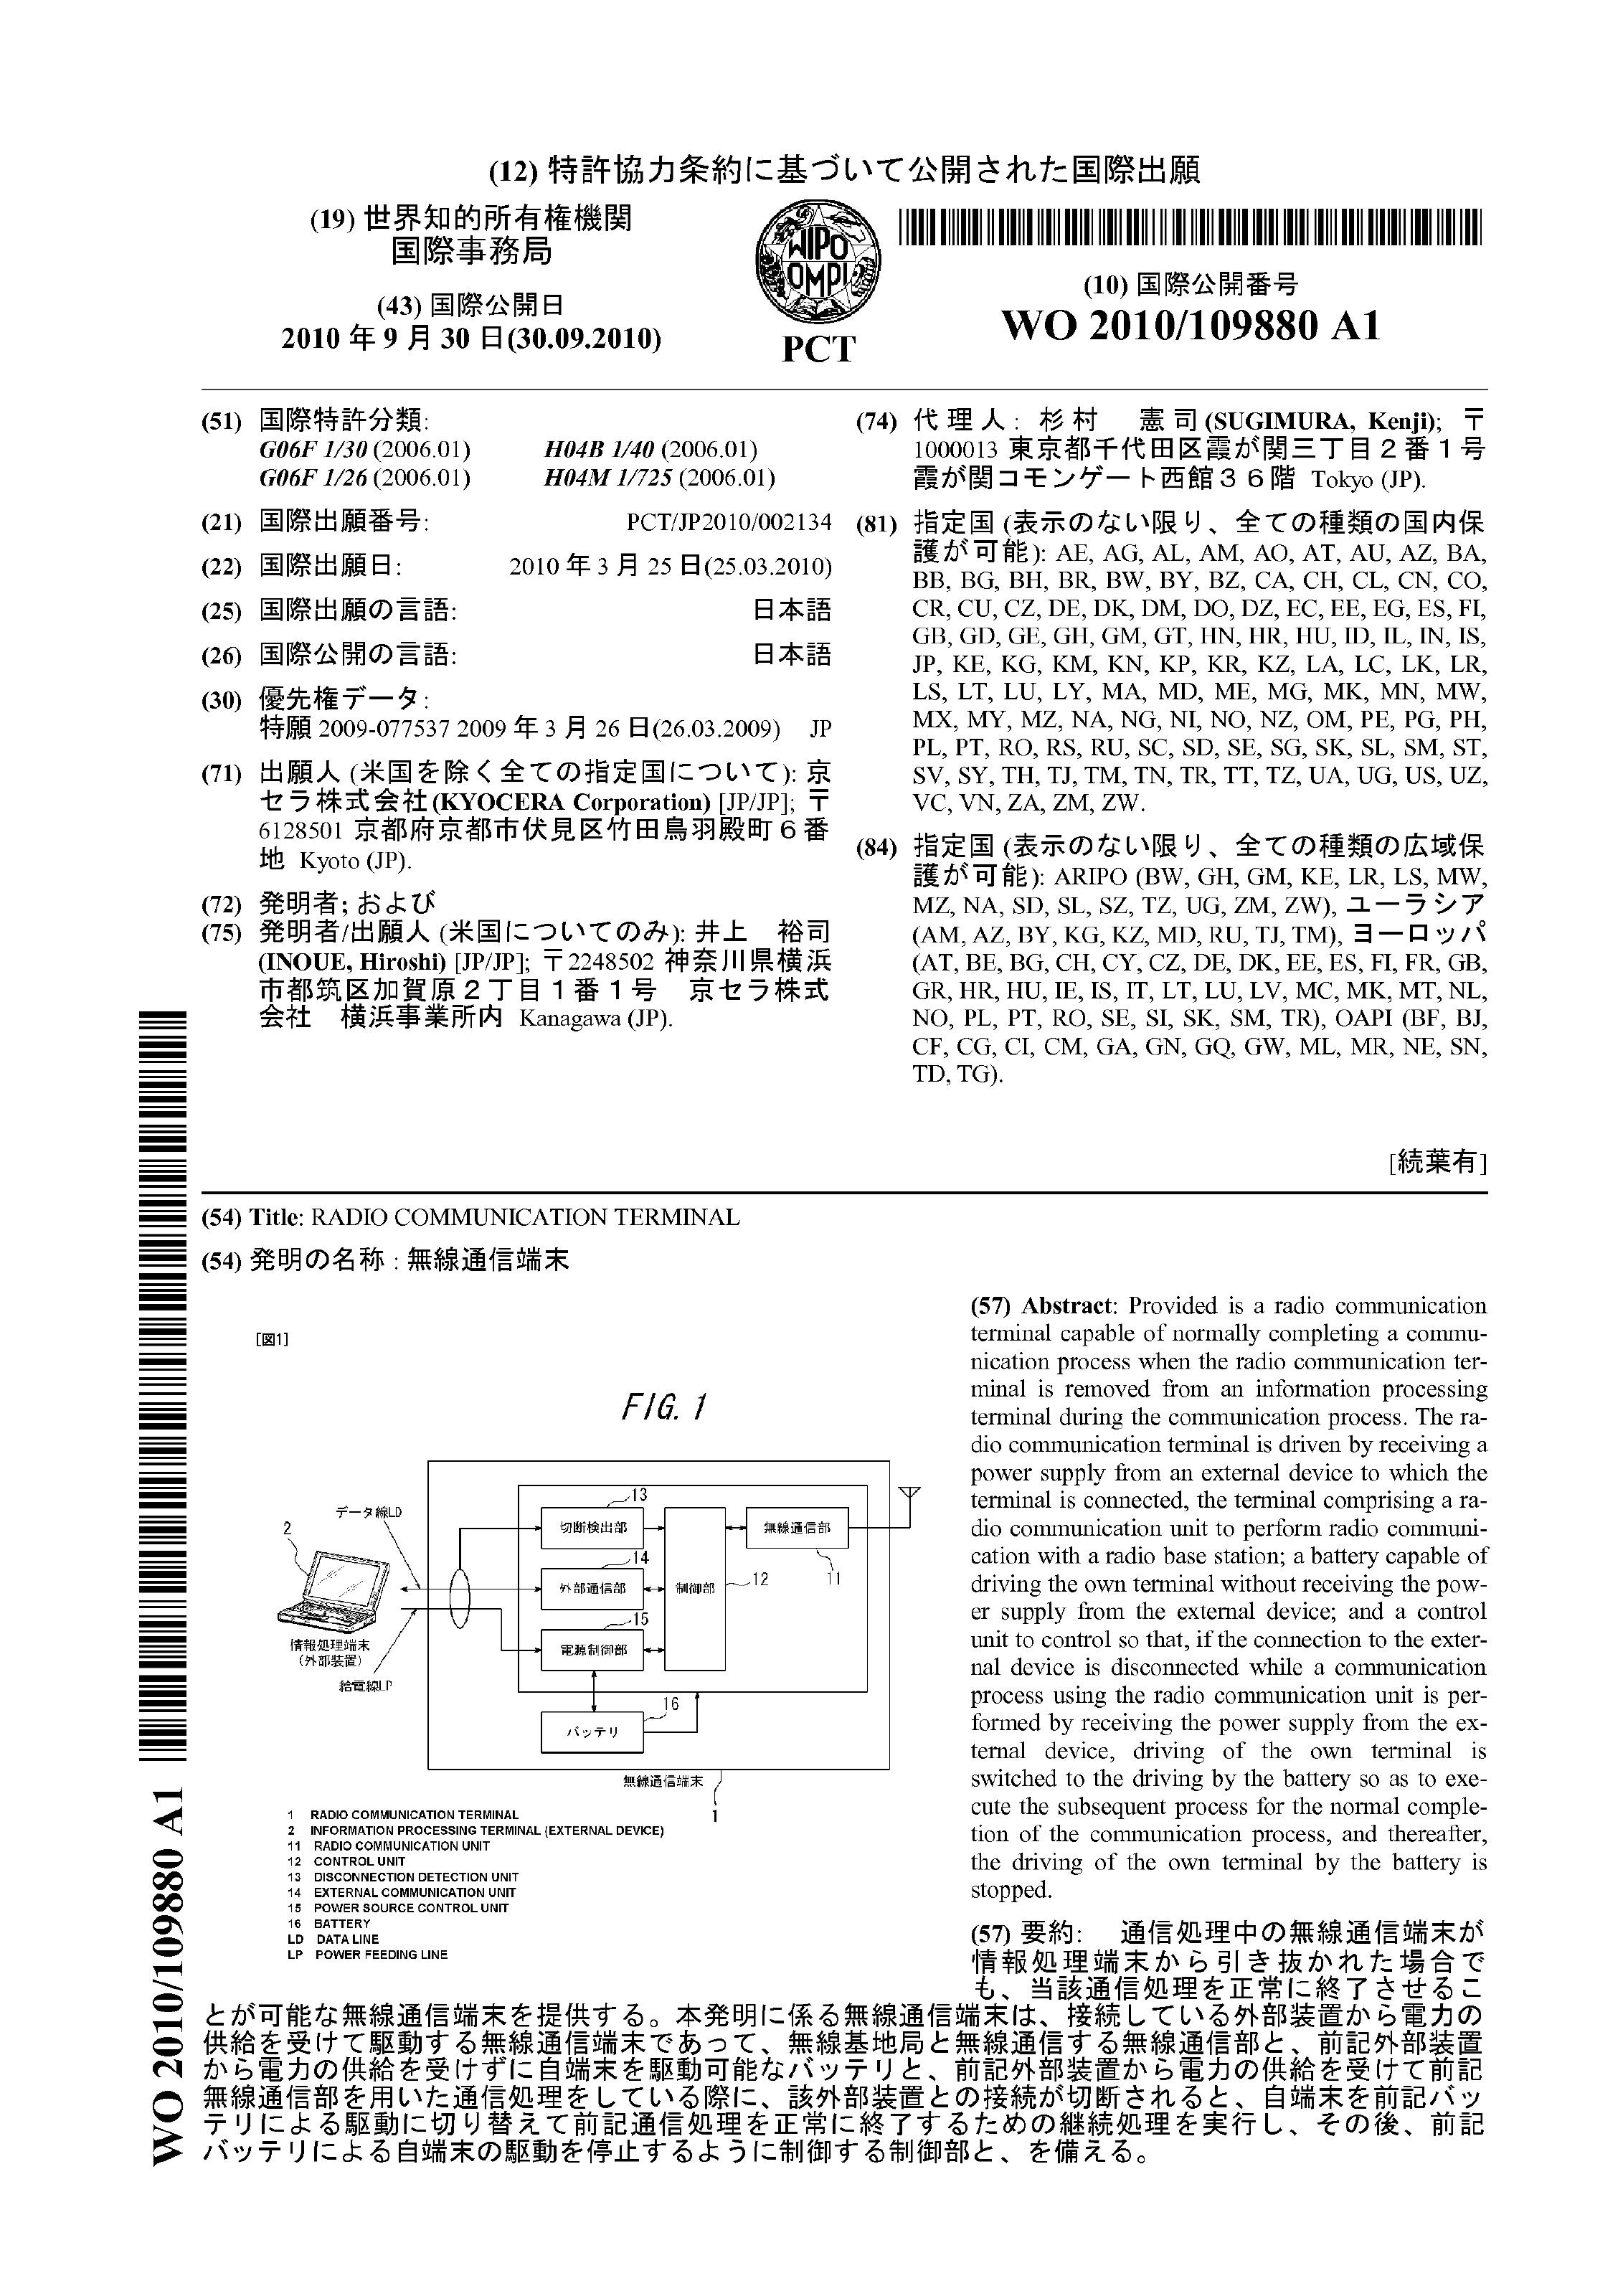 (12) 特許協力条約に基づいて公開された国際出願
(19) 世界知的所有権機関
国際事務局
(43) 国際公開日
2010 年 9 月 30 日(30.09.2010)
WIPO
OMPI
PCT
(10) 国際公開番号
WO 2010/109880 A1
(51) 国際特許分類:
G06F 1/30 (2006.01) H04B 1/40 (2006.01)
G06F 1/26 (2006.01) H04M 1/725 (2006.01)
(21) 国際出願番号: PCT/JP2010/002134
(22) 国際出願日: 2010 年 3 月 25 日(25.03.2010)
(25) 国際出願の言語: 日本語
(26) 国際公開の言語: 日本語
(30) 優先権データ:
特願 2009-077537 2009 年 3 月 26 日(26.03.2009) JP
(71) 出願人 (米国を除く全ての指定国について): 京
セラ株式会社(KYOCERA Corporation) [JP/JP]; 〒
6128501 京都府京都市伏見区竹田鳥羽殿町6番
地 Kyoto (JP).
(72) 発明者; および
(75) 発明者/出願人 (米国についてのみ): 井上 裕司
(INOUE, Hiroshi) [JP/JP]; 〒2248502 神奈川県横浜
市都筑区加賀原2丁目1番1号 京セラ株式
会社 横浜事業所内 Kanagawa (JP).
(74) 代理人: 杉村 憲司(SUGIMURA, Kenji); 〒
1000013 東京都千代田区霞が関三丁目2番1号
霞が関コモンゲート西館36階 Tokyo (JP).
(81) 指定国 (表示のない限り、全ての種類の国内保
護が可能): AE, AG, AL, AM, AO, AT, AU, AZ, BA,
BB, BG, BH, BR, BW, BY, BZ, CA, CH, CL, CN, CO,
CR, CU, CZ, DE, DK, DM, DO, DZ, EC, EE, EG, ES, FI,
GB, GD, GE, GH, GM, GT, HN, HR, HU, ID, IL, IN, IS,
JP, KE, KG, KM, KN, KP, KR, KZ, LA, LC, LK, LR,
LS, LT, LU, LY, MA, MD, ME, MG, MK, MN, MW,
MX, MY, MZ, NA, NG, NI, NO, NZ, OM, PE, PG, PH,
PL, PT, RO, RS, RU, SC, SD, SE, SG, SK, SL, SM, ST,
SV, SY, TH, TJ, TM, TN, TR, TT, TZ, UA, UG, US, UZ,
VC, VN, ZA, ZM, ZW.
(84) 指定国 (表示のない限り、全ての種類の広域保
護が可能): ARIPO (BW, GH, GM, KE, LR, LS, MW,
MZ, NA, SD, SL, SZ, TZ, UG, ZM, ZW), ユーラシア
(AM, AZ, BY, KG, KZ, MD, RU, TJ, TM), ヨーロッパ
(AT, BE, BG, CH, CY, CZ, DE, DK, EE, ES, FI, FR, GB,
GR, HR, HU, IE, IS, IT, LT, LU, LV, MC, MK, MT, NL,
NO, PL, PT, RO, SE, SI, SK, SM, TR), OAPI (BF, BJ,
CF, CG, CI, CM, GA, GN, GQ, GW, ML, MR, NE, SN,
TD, TG).
[続葉有]
(54) Title: RADIO COMMUNICATION TERMINAL
(54) 発明の名称 : 無線通信端末
[図1]
FIG. 1
データ線LD
2
情報処理端末
(外部装置)
給電線LP
13
切断検出部
14
外部通信部
15
電源制御部
制御部
12
無線通信部
11
16
バッテリ
無線通信端末
1
1 RADIO COMMUNICATION TERMINAL
2 INFORMATION PROCESSING TERMINAL (EXTERNAL DEVICE)
11 RADIO COMMUNICATION UNIT
12 CONTROL UNIT
13 DISCONNECTION DETECTION UNIT
14 EXTERNAL COMMUNICATION UNIT
15 POWER SOURCE CONTROL UNIT
16 BATTERY
LD DATA LINE
LP POWER FEEDING LINE
(57) Abstract: Provided is a radio communication
terminal capable of normally completing a commu-
nication process when the radio communication ter-
minal is removed from an information processing
terminal during the communication process. The ra-
dio communication terminal is driven by receiving a
power supply from an external device to which the
terminal is connected, the terminal comprising a ra-
dio communication unit to perform radio communi-
cation with a radio base station; a battery capable of
driving the own terminal without receiving the pow-
er supply from the external device; and a control
unit to control so that, if the connection to the exter-
nal device is disconnected while a communication
process using the radio communication unit is per-
formed by receiving the power supply from the ex-
ternal device, driving of the own terminal is
switched to the driving by the battery so as to exe-
cute the subsequent process for the normal comple-
tion of the communication process, and thereafter,
the driving of the own terminal by the battery is
stopped.
(57) 要約: 通信処理中の無線通信端末が
情報処理端末から引き抜かれた場合で
も、当該通信処理を正常に終了させるこ
とが可能な無線通信端末を提供する。本発明に係る無線通信端末は、接続している外部装置から電力の
供給を受けて駆動する無線通信端末であって、無線基地局と無線通信する無線通信部と、前記外部装置
から電力の供給を受けずに自端末を駆動可能なバッテリと、前記外部装置から電力の供給を受けて前記
無線通信部を用いた通信処理をしている際に、該外部装置との接続が切断されると、自端末を前記バッ
テリによる駆動に切り替えて前記通信処理を正常に終了するための継続処理を実行し、その後、前記
バッテリによる自端末の駆動を停止するように制御する制御部と、を備える。
WO 2010/109880 A1